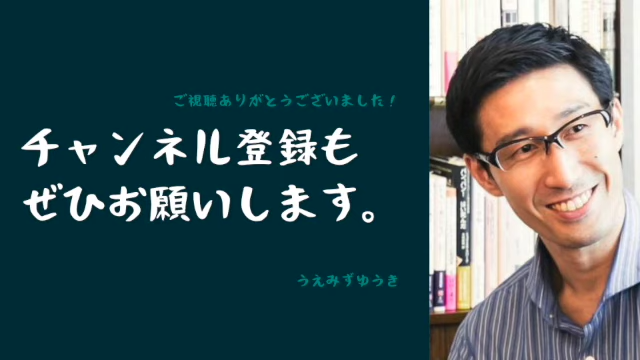 ご視聴ありがとうございました！
チャンネル登録も
ぜひお願いします。
うえみずゆうき